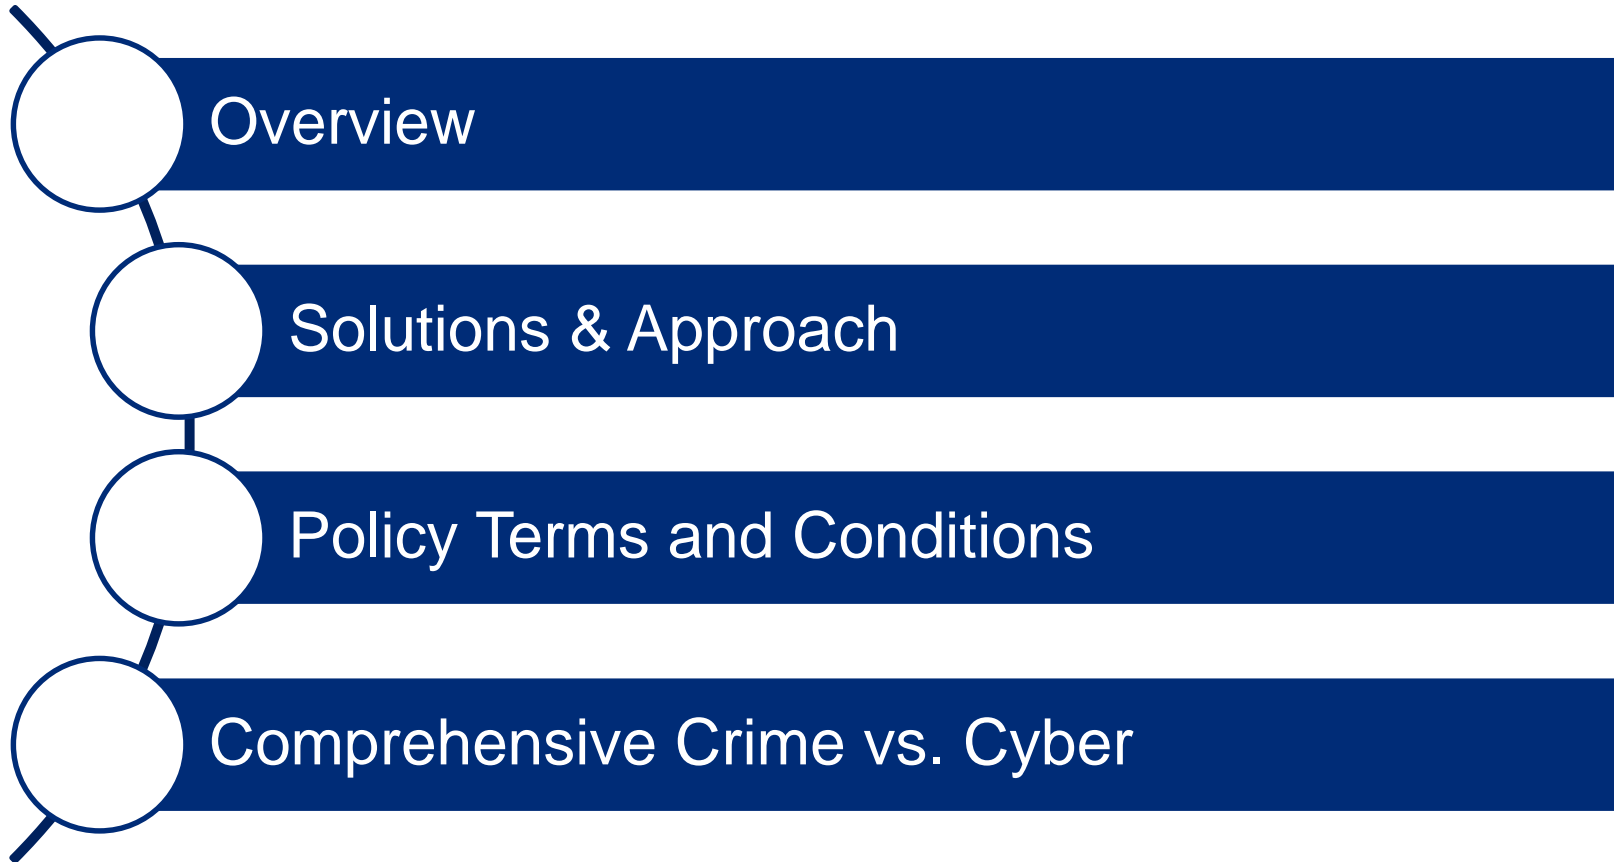 Overview
Solutions & Approach
Policy Terms and Conditions
Comprehensive Crime vs. Cyber